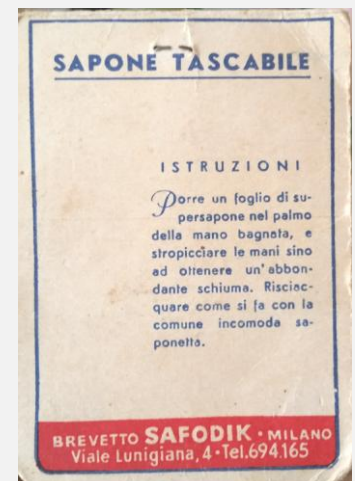 SAPONE TASCABILE
ISTRUZIONI
Porre un foglio di su-
persapone nel palmo
della mano bagnata, e
stropicciare le mani sino
ad ottenere un'abbon-
dante schiuma. Risciac-
quare come si fa con la
comune incomoda sa-
ponetta.
BREVETTO SAFODIK · MILANO
Viale Lunigiana, 4 · Tel. 694.165